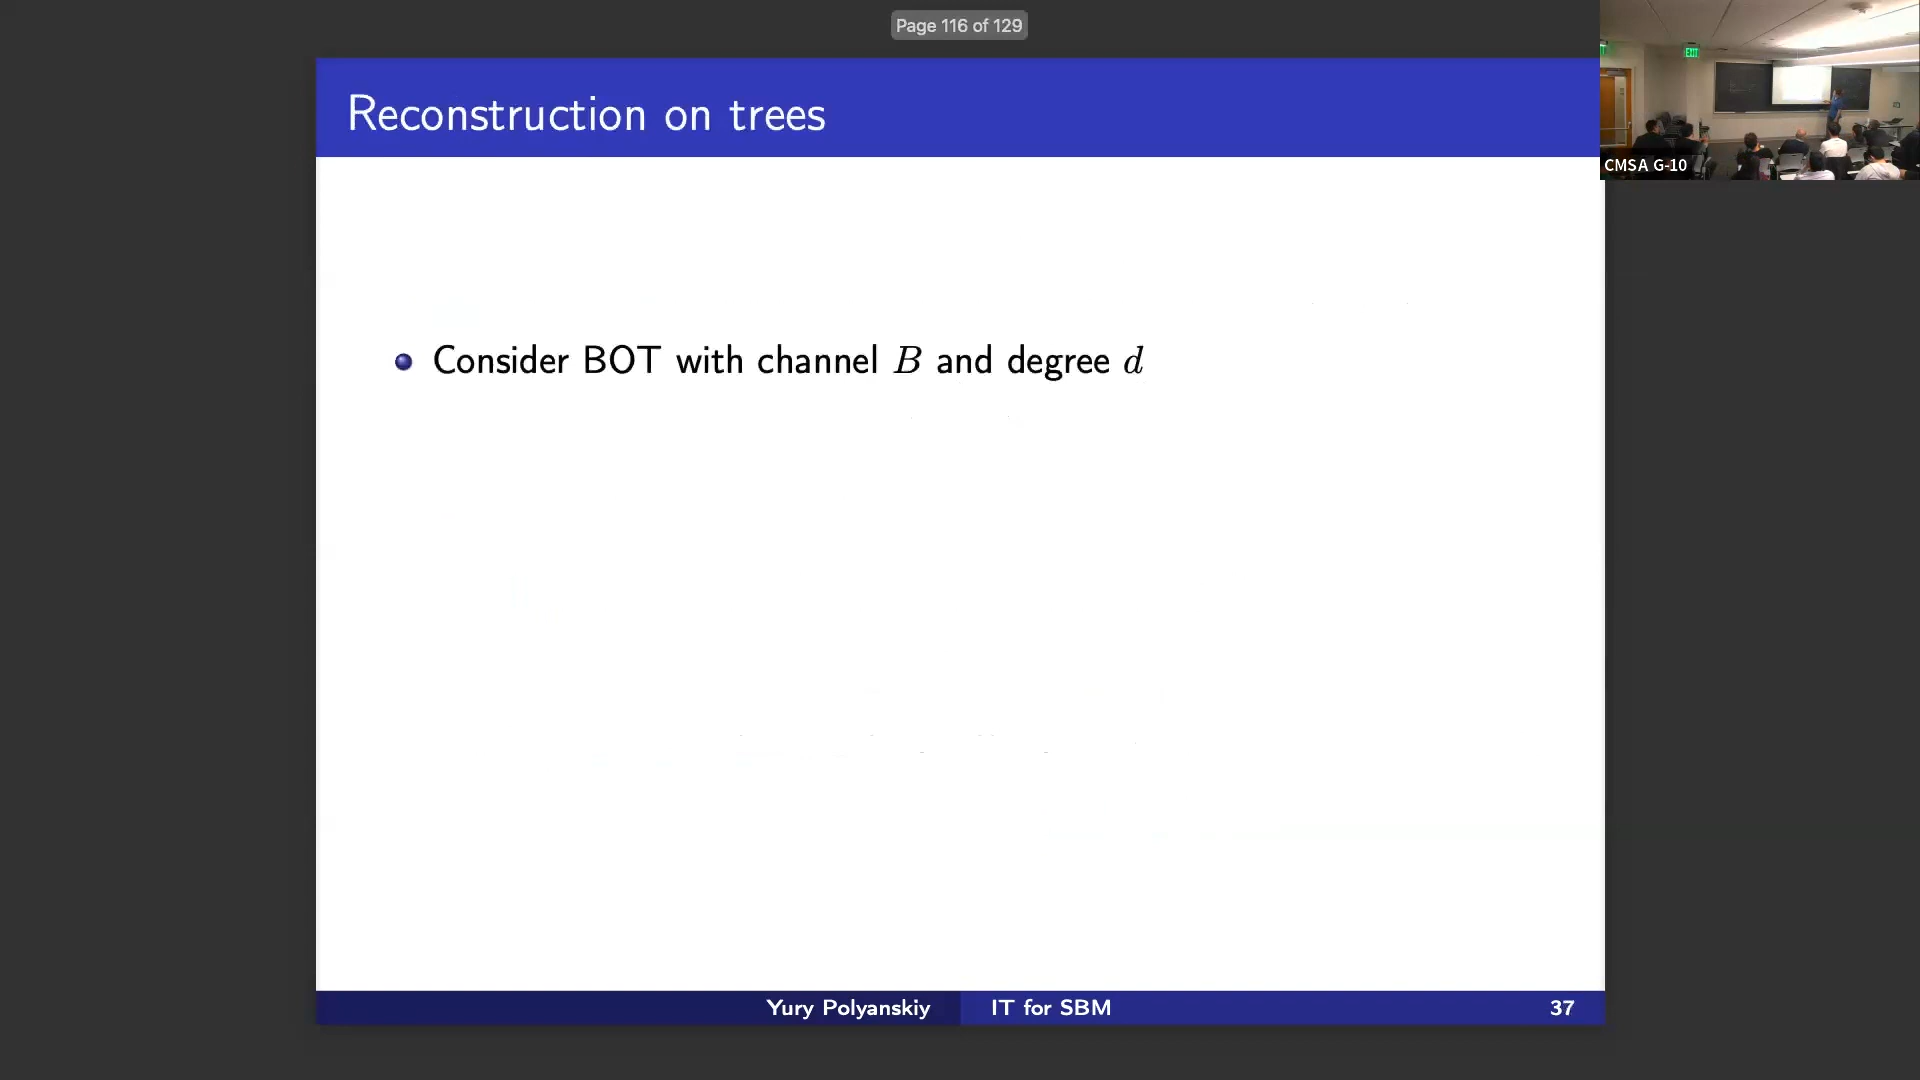 Page 116 of 129
Reconstruction on trees
EXIT
CMSA G-10
Consider BOT with channel B and degree d
Yury Polyanskiy
IT for SBM
37